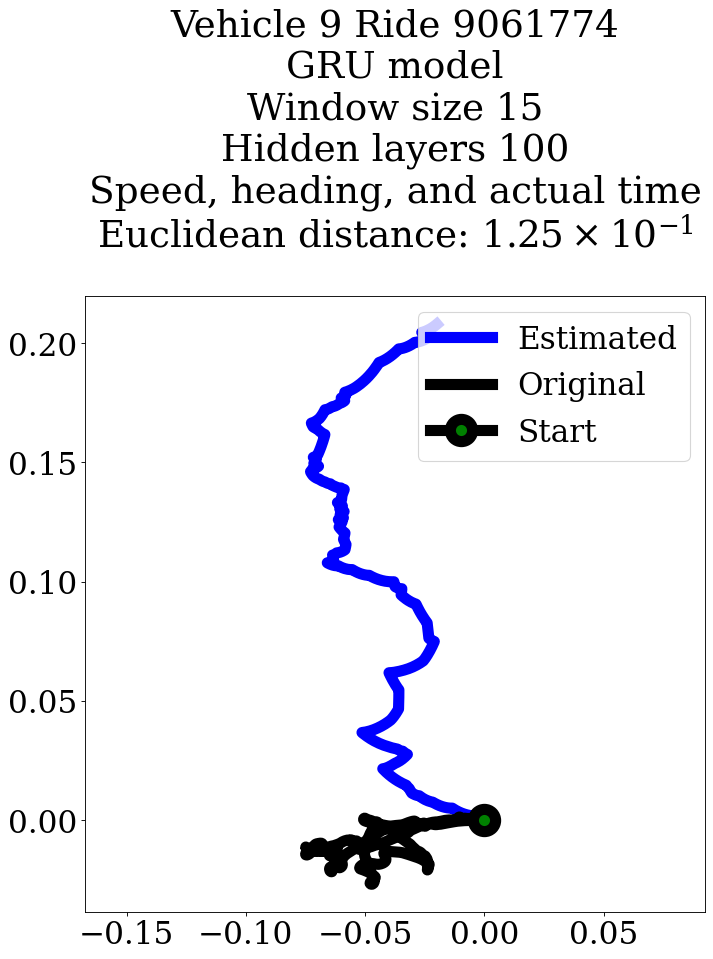 Vehicle 9 Ride 9061774
GRU model
Window size 15
Hidden layers 100
Speed, heading, and actual time
Euclidean distance: 1.25 × 10⁻¹
Estimated
Original
Start
0.20
0.15
0.10
0.05
0.00
−0.15 −0.10 −0.05 0.00 0.05